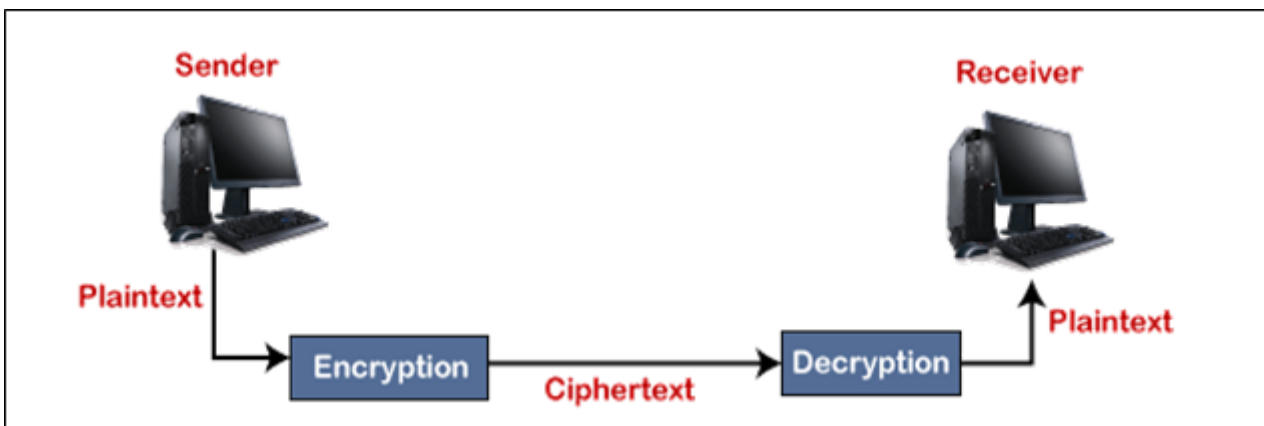 Sender
Receiver
Plaintext
Plaintext
Encryption
Ciphertext
Decryption